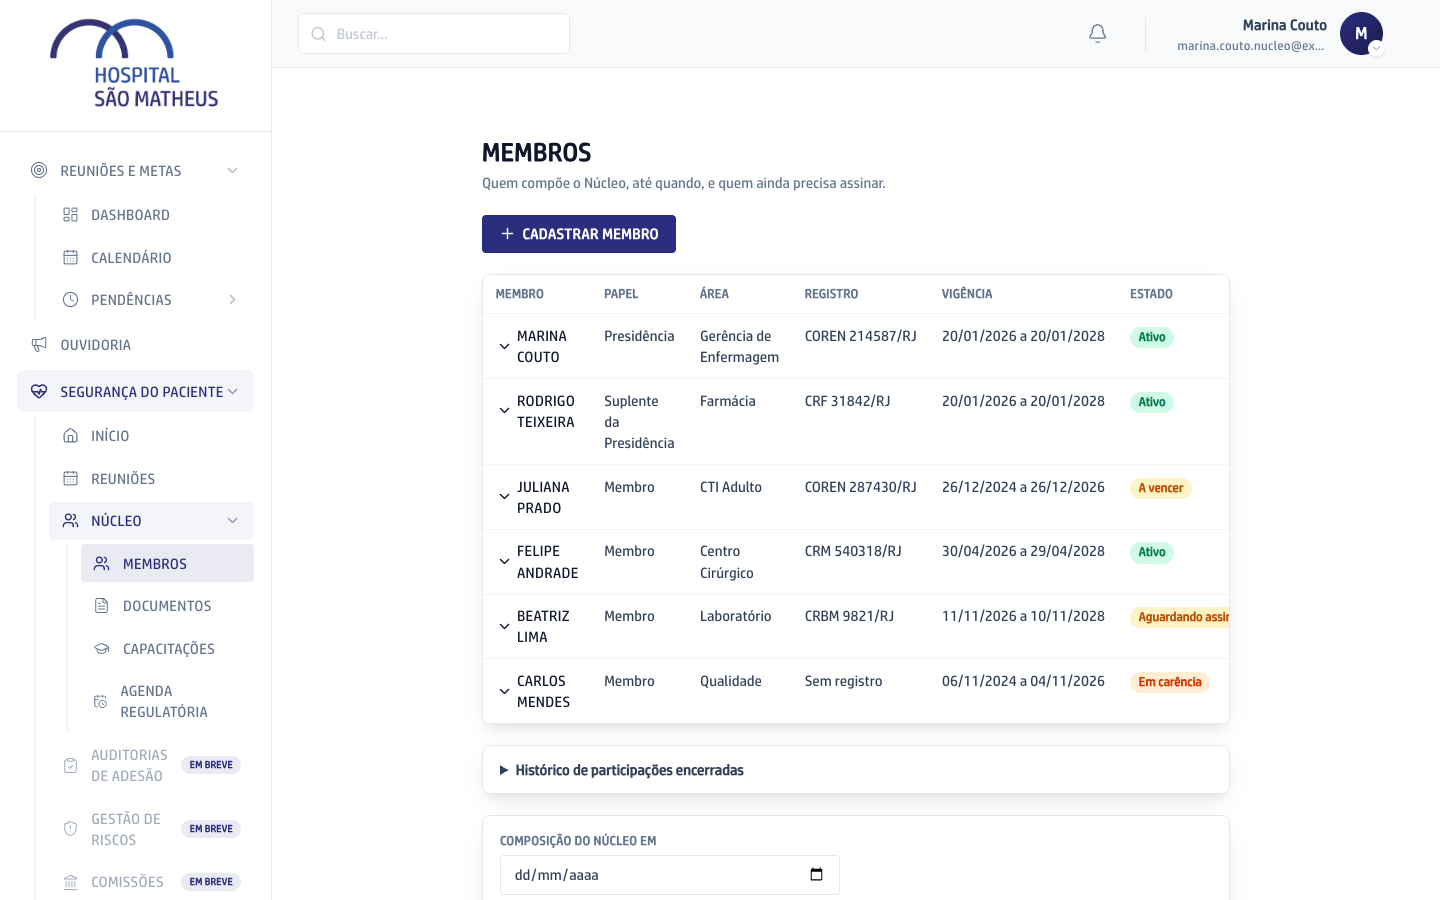 HOSPITAL
SÃO MATHEUS
Buscar...
Marina Couto
marina.couto.nucleo@ex...
M
REUNIÕES E METAS
DASHBOARD
CALENDÁRIO
PENDÊNCIAS
OUVIDORIA
SEGURANÇA DO PACIENTE
INÍCIO
REUNIÕES
NÚCLEO
MEMBROS
DOCUMENTOS
CAPACITAÇÕES
AGENDA
REGULATÓRIA
AUDITORIAS
DE ADESÃO
EM BREVE
GESTÃO DE
RISCOS
EM BREVE
COMISSÕES
EM BREVE
MEMBROS
Quem compõe o Núcleo, até quando, e quem ainda precisa assinar.
CADASTRAR MEMBRO
MEMBRO PAPEL ÁREA REGISTRO VIGÊNCIA ESTADO
MARINA Presidência Gerência de COREN 214587/RJ 20/01/2026 a 20/01/2028 Ativo
COUTO Enfermagem
RODRIGO Suplente Farmácia CRF 31842/RJ 20/01/2026 a 20/01/2028 Ativo
TEIXEIRA da
Presidência
JULIANA Membro CTI Adulto COREN 287430/RJ 26/12/2024 a 26/12/2026 A vencer
PRADO
FELIPE Membro Centro CRM 540318/RJ 30/04/2026 a 29/04/2028 Ativo
ANDRADE Cirúrgico
BEATRIZ Membro Laboratório CRBM 9821/RJ 11/11/2026 a 10/11/2028 Aguardando assin
LIMA
CARLOS Membro Qualidade Sem registro 06/11/2024 a 04/11/2026 Em carência
MENDES
Histórico de participações encerradas
COMPOSIÇÃO DO NÚCLEO EM
dd/mm/aaaa